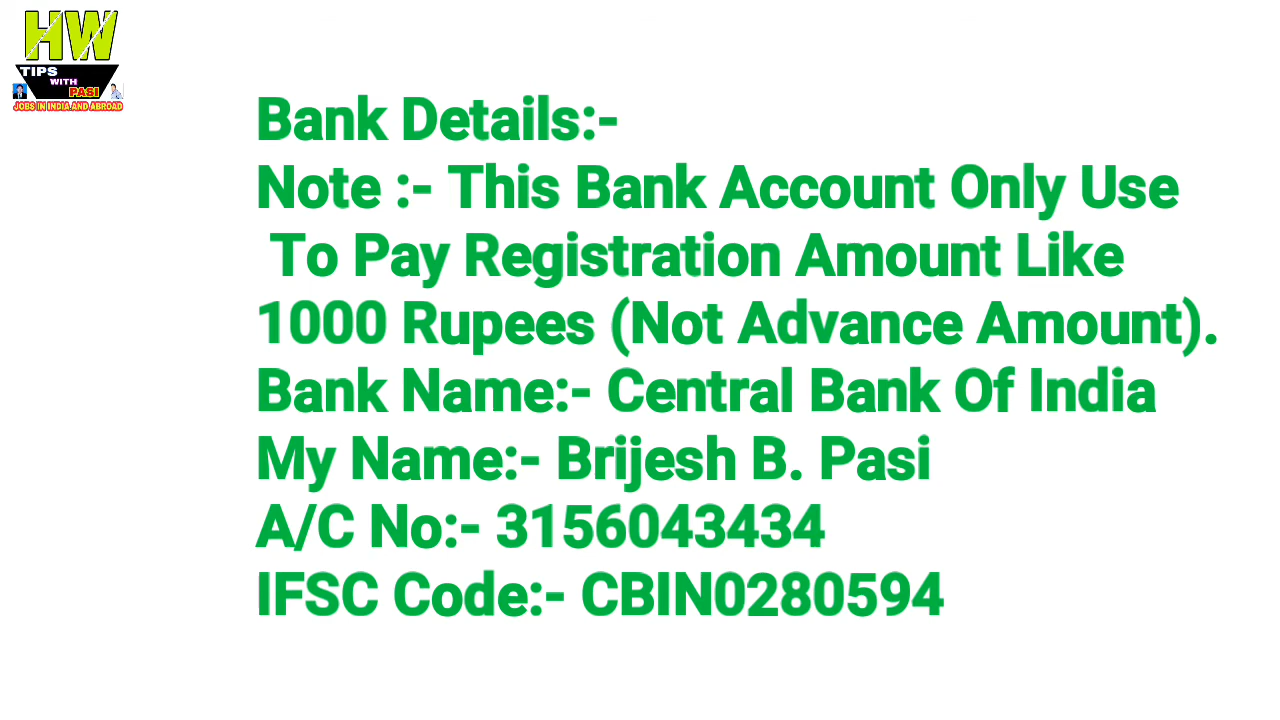 HW
TIPS
WITH
PASI
JOBS IN INDIA AND ABROAD
Bank Details:-
Note :- This Bank Account Only Use
To Pay Registration Amount Like
1000 Rupees (Not Advance Amount).
Bank Name:- Central Bank Of India
My Name:- Brijesh B. Pasi
A/C No:- 3156043434
IFSC Code:- CBIN0280594